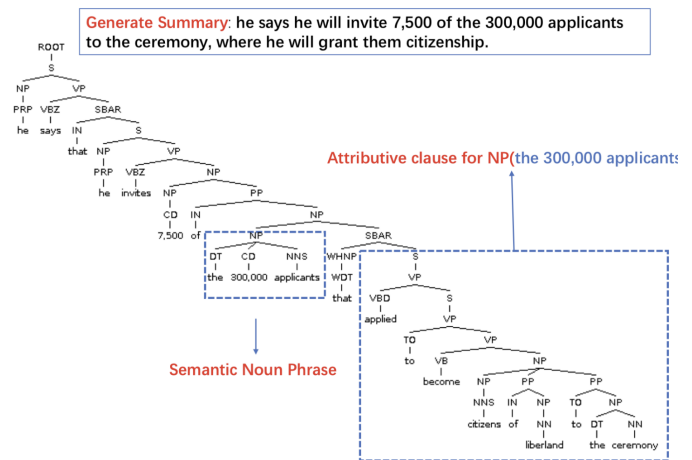 Generate Summary: he says he will invite 7,500 of the 300,000 applicants
to the ceremony, where he will grant them citizenship.
ROOT
S
NP VP
PRP VBZ SBAR
he says IN S
that NP VP
Attributive clause for NP(the 300,000 applicants
PRP VBZ NP
he invites NP PP
CD IN NP
7,500 of NP SBAR
DT CD NNS WHNP S
the 300,000 applicants WDT VP
that VBD S
applied VP
TO VP
to VB NP
Semantic Noun Phrase
become NP PP PP
NNS IN NP TO NP
citizens of NN to DT NN
liberland the ceremony